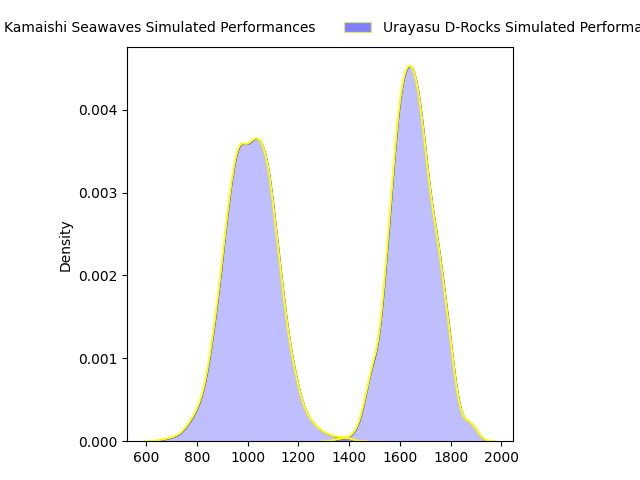 Kamaishi Seawaves Simulated Performances
Urayasu D-Rocks Simulated Performa
0.004
0.003
0.002
0.001
0.000
Density
600 800 1000 1200 1400 1600 1800 2000